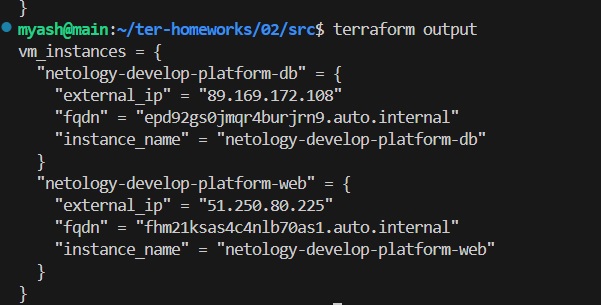 }
myash@main:~/ter-homeworks/02/src$ terraform output
vm_instances = {
  "netology-develop-platform-db" = {
    "external_ip" = "89.169.172.108"
    "fqdn" = "epd92gs0jmqr4burjrn9.auto.internal"
    "instance_name" = "netology-develop-platform-db"
  }
  "netology-develop-platform-web" = {
    "external_ip" = "51.250.80.225"
    "fqdn" = "fhm21ksas4c4nlb70as1.auto.internal"
    "instance_name" = "netology-develop-platform-web"
  }
}